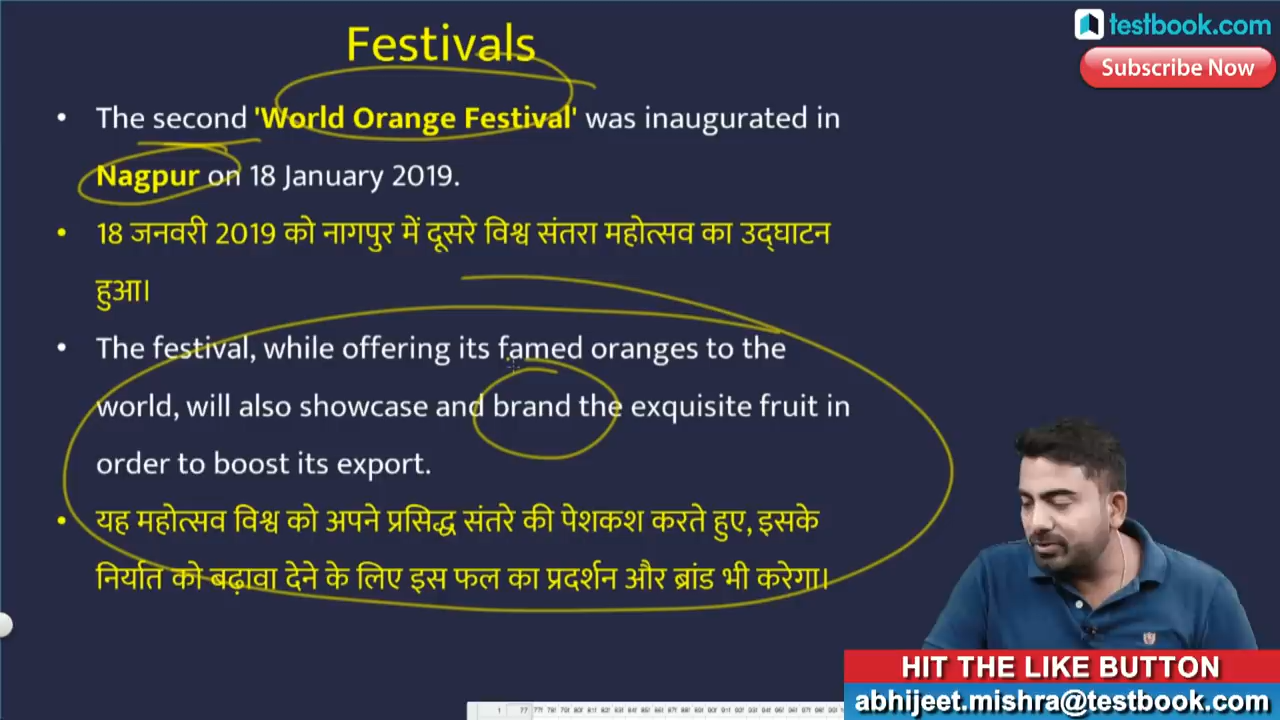 Festivals
testbook.com
Subscribe Now
• The second 'World Orange Festival' was inaugurated in
Nagpur on 18 January 2019.
• 18 जनवरी 2019 को नागपुर में दूसरे विश्व संतरा महोत्सव का उद्घाटन
हुआ।
• The festival, while offering its famed oranges to the
world, will also showcase and brand the exquisite fruit in
order to boost its export.
• यह महोत्सव विश्व को अपने प्रसिद्ध संतरे की पेशकश करते हुए, इसके
निर्यात को बढ़ावा देने के लिए इस फल का प्रदर्शन और ब्रांड भी करेगा।
HIT THE LIKE BUTTON
abhijeet.mishra@testbook.com